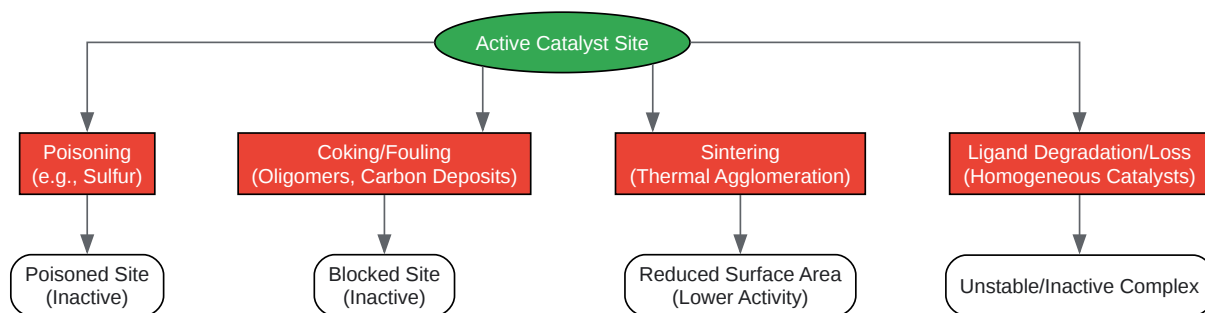 Active Catalyst Site
Poisoning
(e.g., Sulfur)
Coking/Fouling
(Oligomers, Carbon Deposits)
Sintering
(Thermal Agglomeration)
Ligand Degradation/Loss
(Homogeneous Catalysts)
Poisoned Site
(Inactive)
Blocked Site
(Inactive)
Reduced Surface Area
(Lower Activity)
Unstable/Inactive Complex